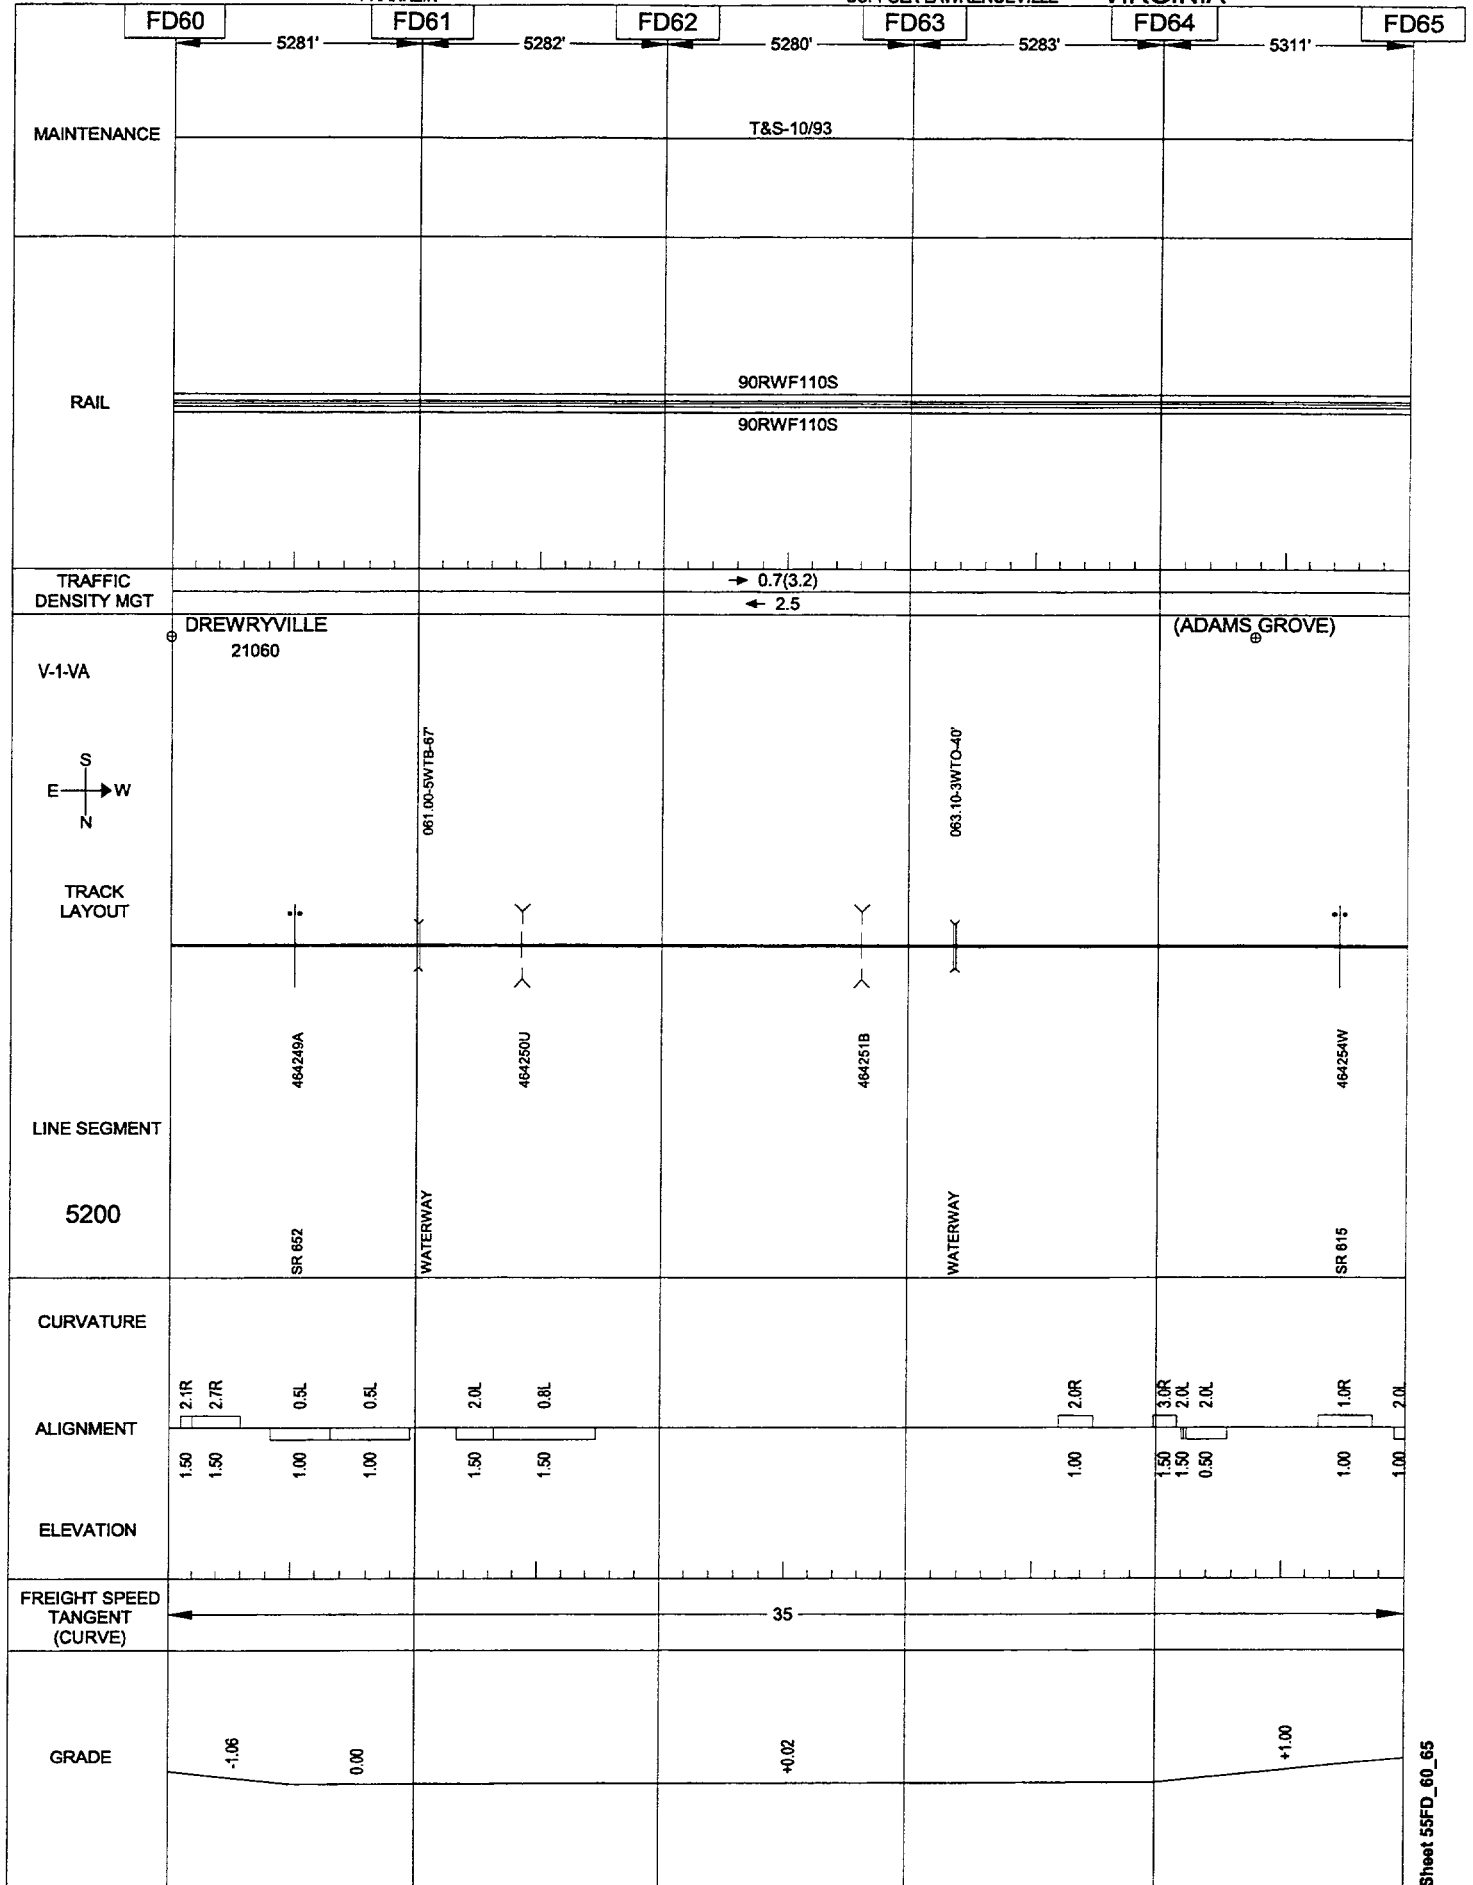 VIRGINIA
FD60 FD61 FD62 FD63 FD64 FD65
5281' 5282' 5280' 5283' 5311'
MAINTENANCE
T&S-10/93
RAIL
90RWF110S
90RWF110S
TRAFFIC
DENSITY MGT
→ 0.7(3.2)
← 2.5
DREWRYVILLE
21060
(ADAMS GROVE)
V-1-VA
S
E W
N
061.00-5WTB-67'
063.10-3WTO-40'
TRACK
LAYOUT
464249A
464250U
464251B
464254W
LINE SEGMENT
5200
SR 652
WATERWAY
WATERWAY
SR 615
CURVATURE
2.1R 2.7R 0.5L 0.5L 2.0L 0.8L 2.0R 3.0R 2.0L 2.0L 1.0R 2.0L
ALIGNMENT
1.50 1.50 1.00 1.00 1.50 1.50 1.00 1.50 1.50 0.50 1.00 1.00
ELEVATION
FREIGHT SPEED
TANGENT
(CURVE)
35
GRADE
-1.06 0.00 +0.02 +1.00
Sheet 55FD_60_65